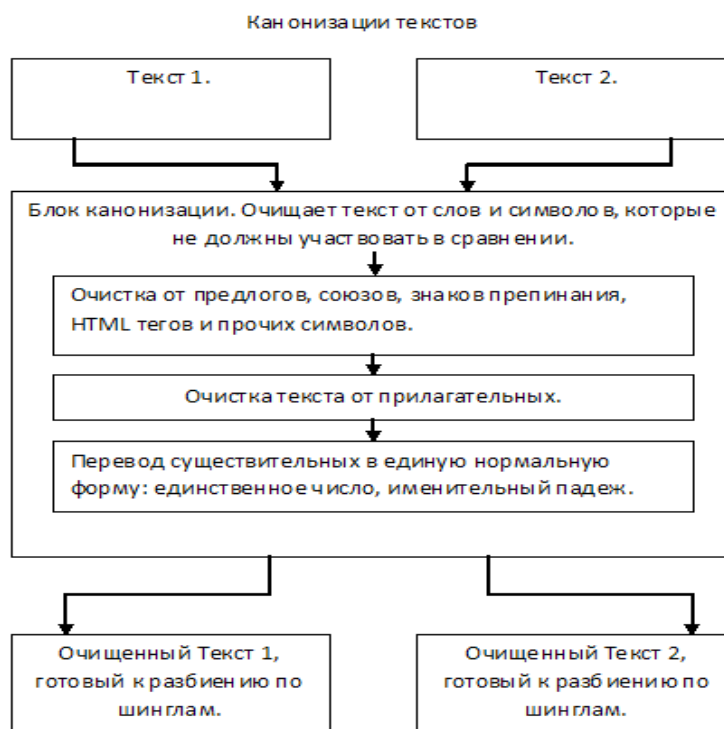 Канонизации текстов
Текст 1.
Текст 2.
Блок канонизации. Очищает текст от слов и символов, которые
не должны участвовать в сравнении.
Очистка от предлогов, союзов, знаков препинания,
HTML тегов и прочих символов.
Очистка текста от прилагательных.
Перевод существительных в единую нормальную
форму: единственное число, именительный падеж.
Очищенный Текст 1,
готовый к разбиению по
шинглам.
Очищенный Текст 2,
готовый к разбиению по
шинглам.